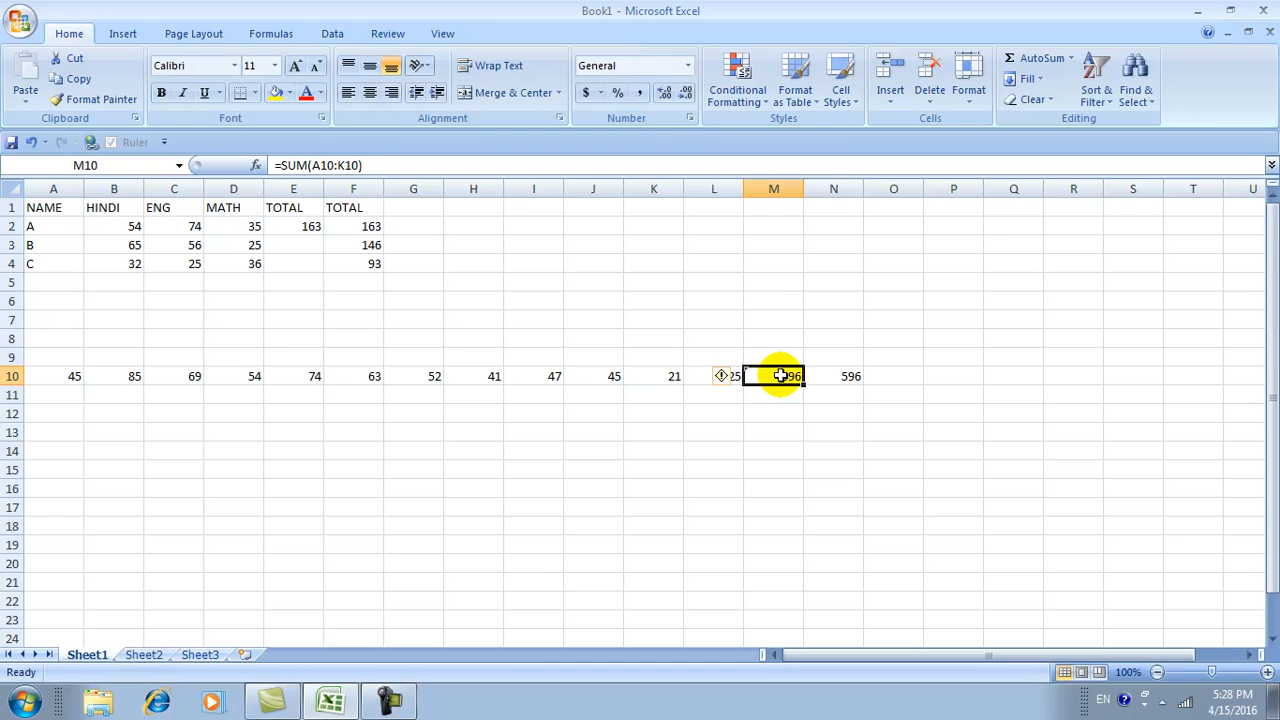 Book1 - Microsoft Excel
Home Insert Page Layout Formulas Data Review View
Paste
Cut
Copy
Format Painter
Clipboard
Calibri 11
B I U
Font
Wrap Text
Merge & Center
Alignment
General
$ % ,
Number
Conditional Formatting
Format as Table
Cell Styles
Styles
Insert Delete Format
Cells
AutoSum
Fill
Clear
Sort & Filter
Find & Select
Editing
Ruler
M10 fx =SUM(A10:K10)
A B C D E F G H I J K L M N O P Q R S T U
1 NAME HINDI ENG MATH TOTAL TOTAL
2 A 54 74 35 163 163
3 B 65 56 25 146
4 C 32 25 36 93
5
6
7
8
9
10 45 85 69 54 74 63 52 41 47 45 21 25 96 596
11
12
13
14
15
16
17
18
19
20
21
22
23
24
Sheet1 Sheet2 Sheet3
Ready 100%
EN 5:28 PM
4/15/2016